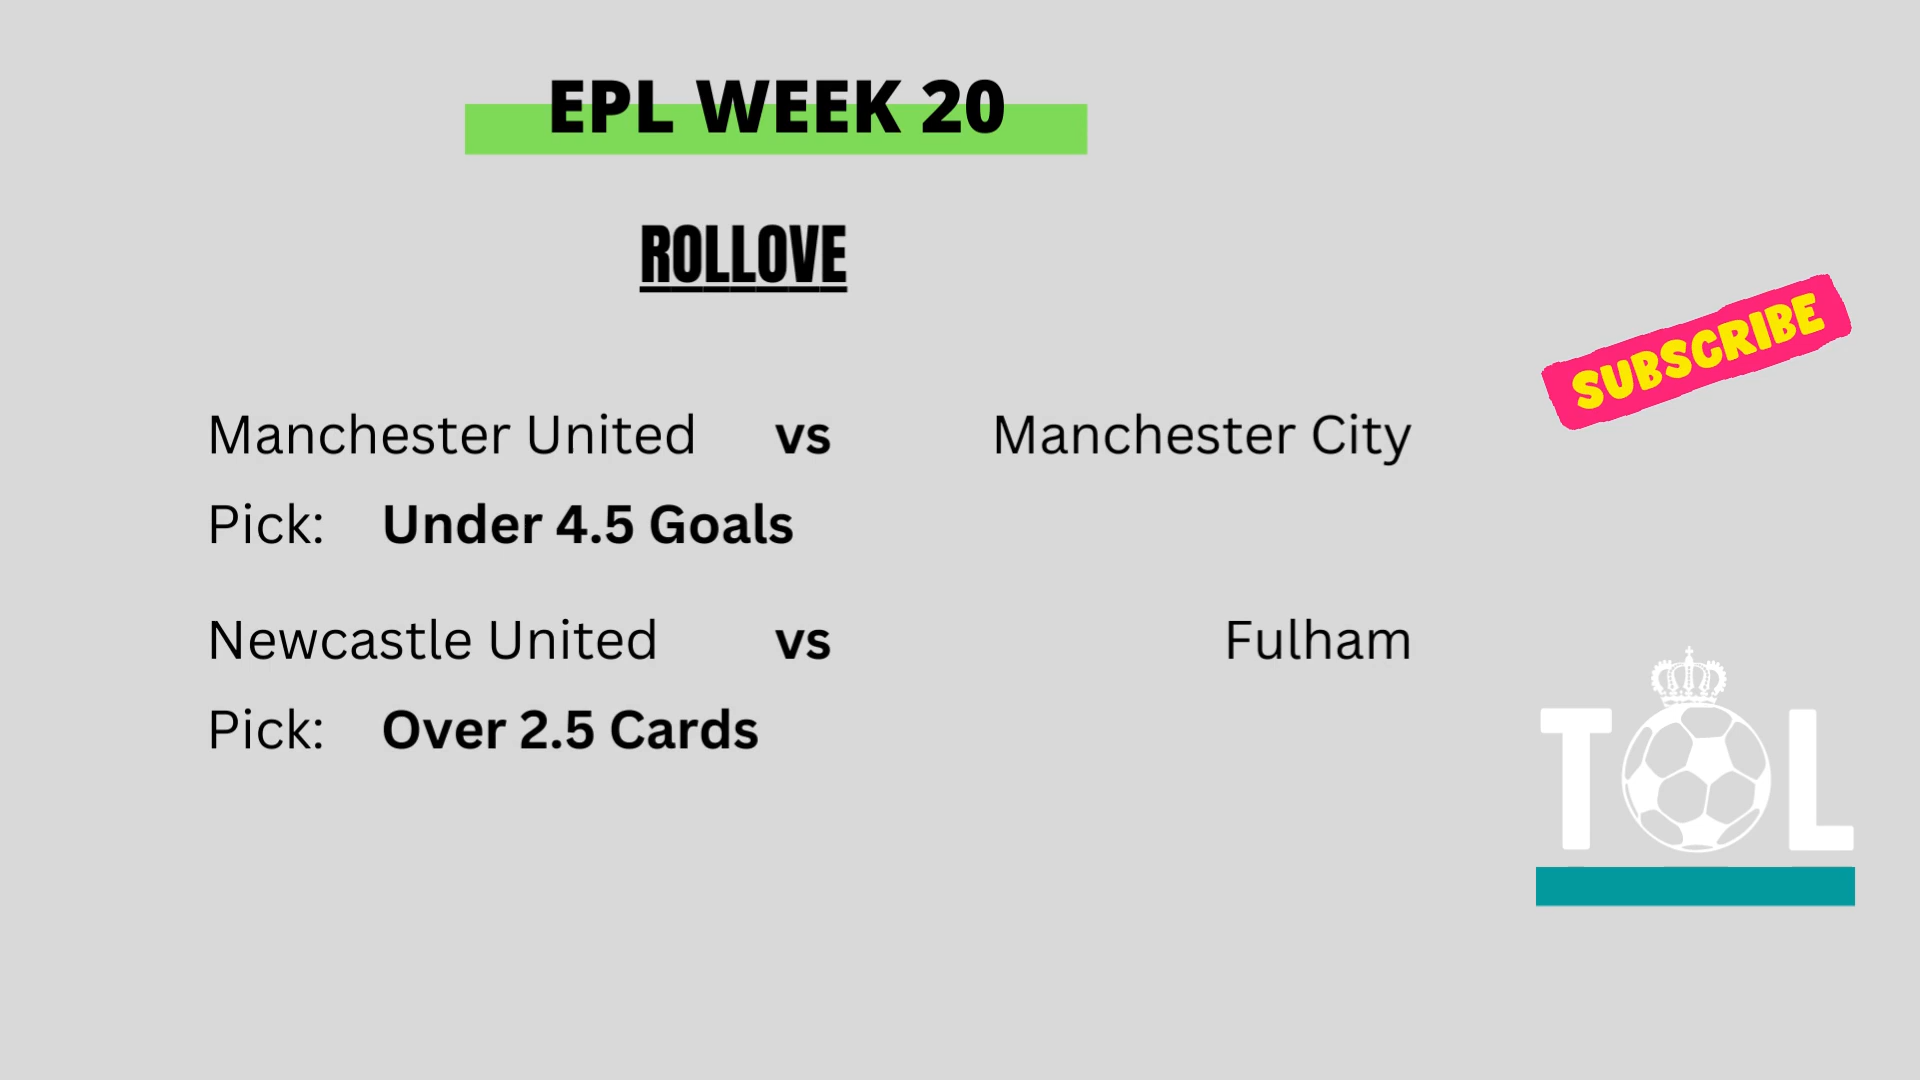 EPL WEEK 20
ROLLOVE
SUBSCRIBE
Manchester United vs Manchester City
Pick: Under 4.5 Goals
Newcastle United vs Fulham
Pick: Over 2.5 Cards
TOL